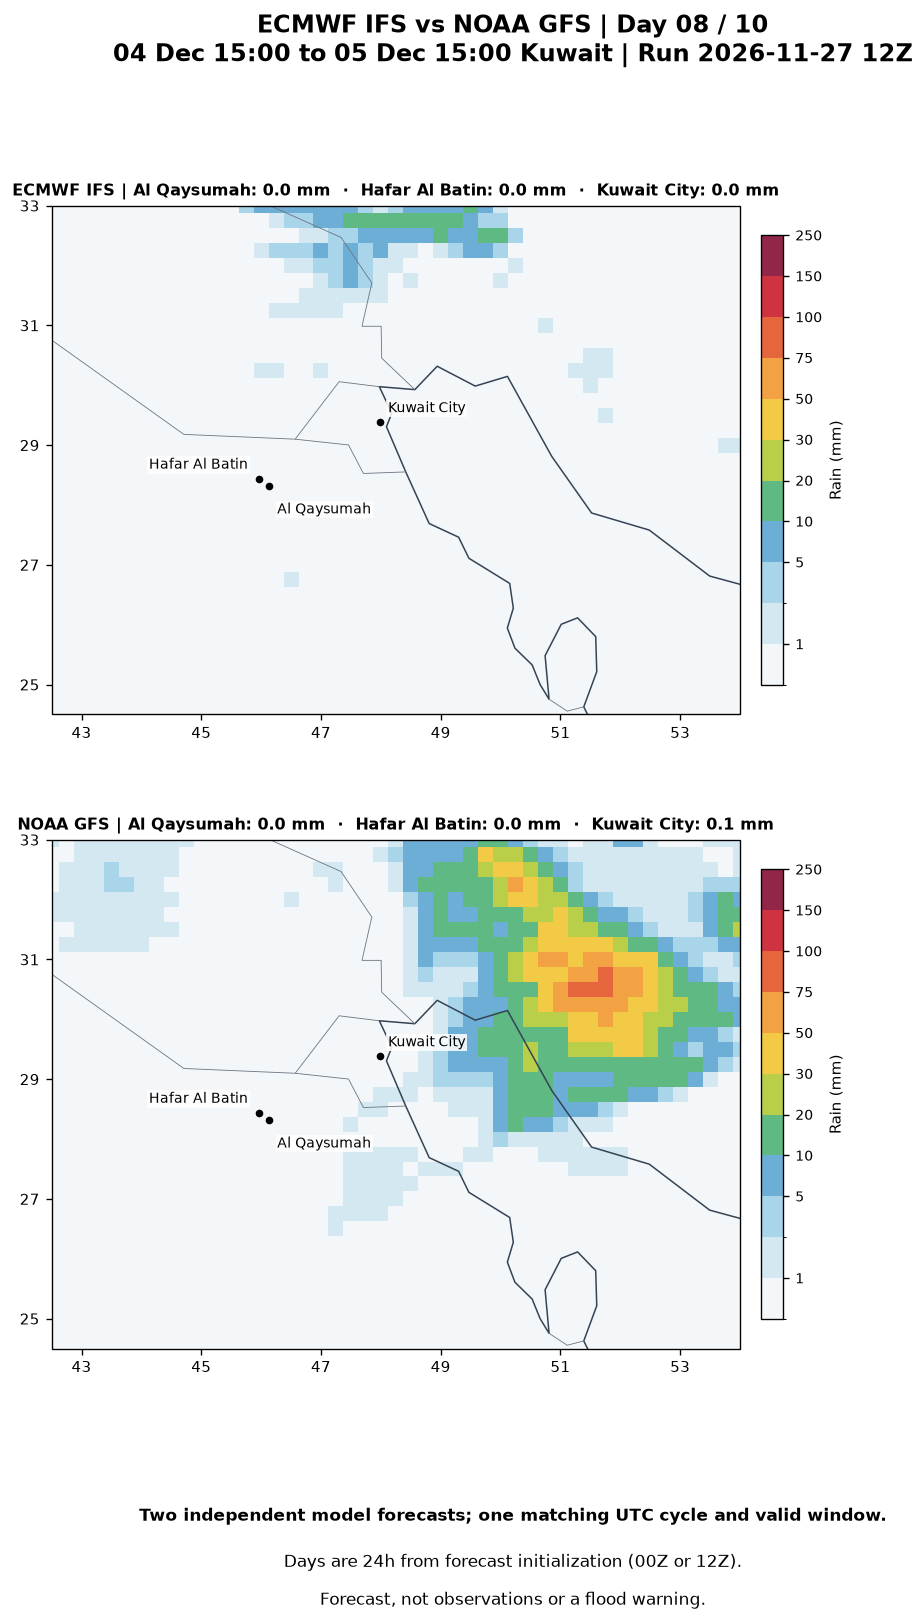 ECMWF IFS vs NOAA GFS | Day 08 / 10
04 Dec 15:00 to 05 Dec 15:00 Kuwait | Run 2026-11-27 12Z
ECMWF IFS | Al Qaysumah: 0.0 mm · Hafar Al Batin: 0.0 mm · Kuwait City: 0.0 mm
33
31
29
27
25
Kuwait City
Hafar Al Batin
Al Qaysumah
43 45 47 49 51 53
250
150
100
75
50
30
20
10
5
1
Rain (mm)
NOAA GFS | Al Qaysumah: 0.0 mm · Hafar Al Batin: 0.0 mm · Kuwait City: 0.1 mm
33
31
29
27
25
Kuwait City
Hafar Al Batin
Al Qaysumah
43 45 47 49 51 53
250
150
100
75
50
30
20
10
5
1
Rain (mm)
Two independent model forecasts; one matching UTC cycle and valid window.
Days are 24h from forecast initialization (00Z or 12Z).
Forecast, not observations or a flood warning.